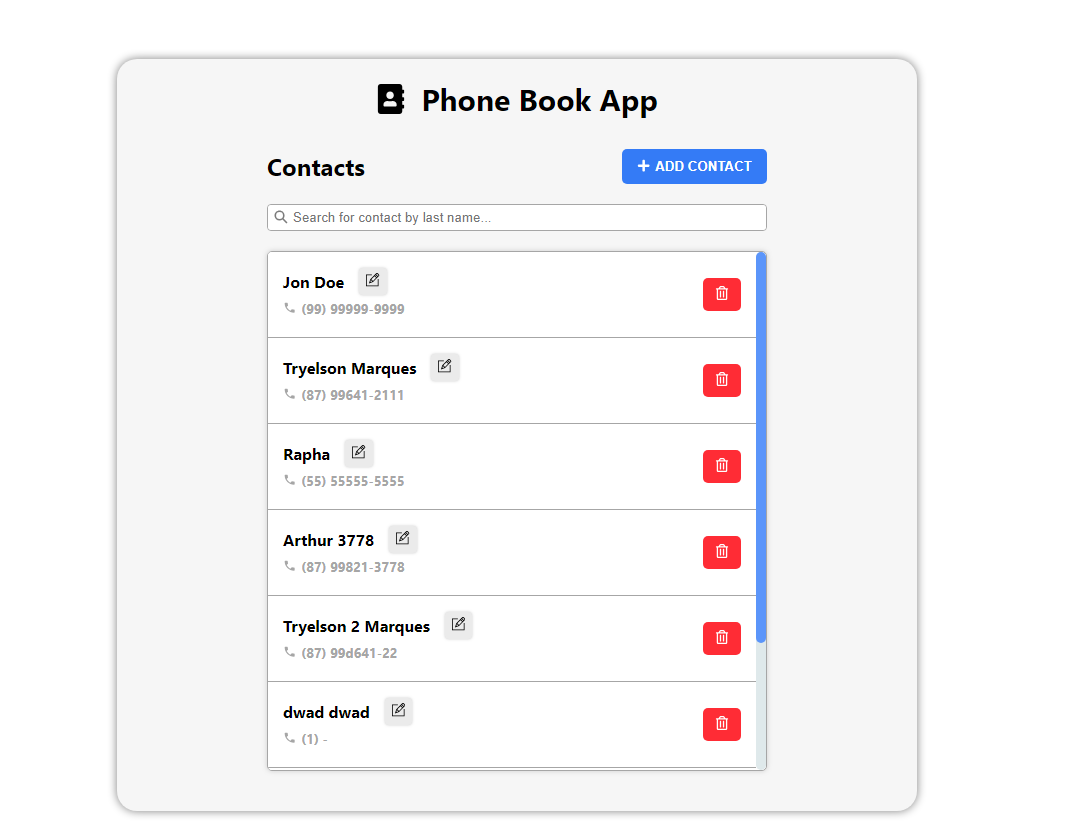 Phone Book App
Contacts
+ ADD CONTACT
Search for contact by last name...
Jon Doe
(99) 99999-9999
Tryelson Marques
(87) 99641-2111
Rapha
(55) 55555-5555
Arthur 3778
(87) 99821-3778
Tryelson 2 Marques
(87) 99d641-22
dwad dwad
(1) -